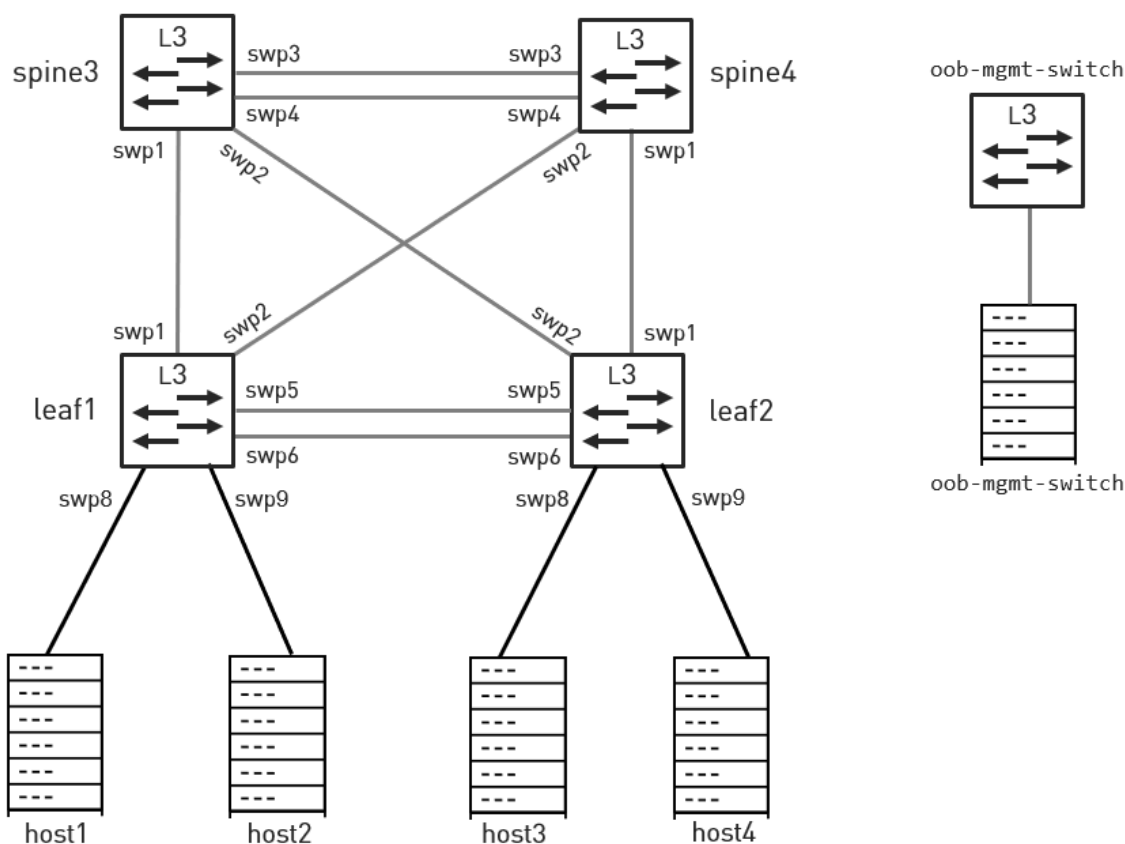 L3
L3
spine3
swp3
swp3
spine4
swp4
swp4
swp1
swp2
swp2
swp1
oob-mgmt-switch
L3
swp1
swp2
swp2
swp1
L3
L3
leaf1
swp5
swp5
leaf2
swp6
swp6
swp8
swp9
swp8
swp9
---
---
---
---
---
---
oob-mgmt-switch
---
---
---
---
---
---
host1
---
---
---
---
---
---
host2
---
---
---
---
---
---
host3
---
---
---
---
---
---
host4